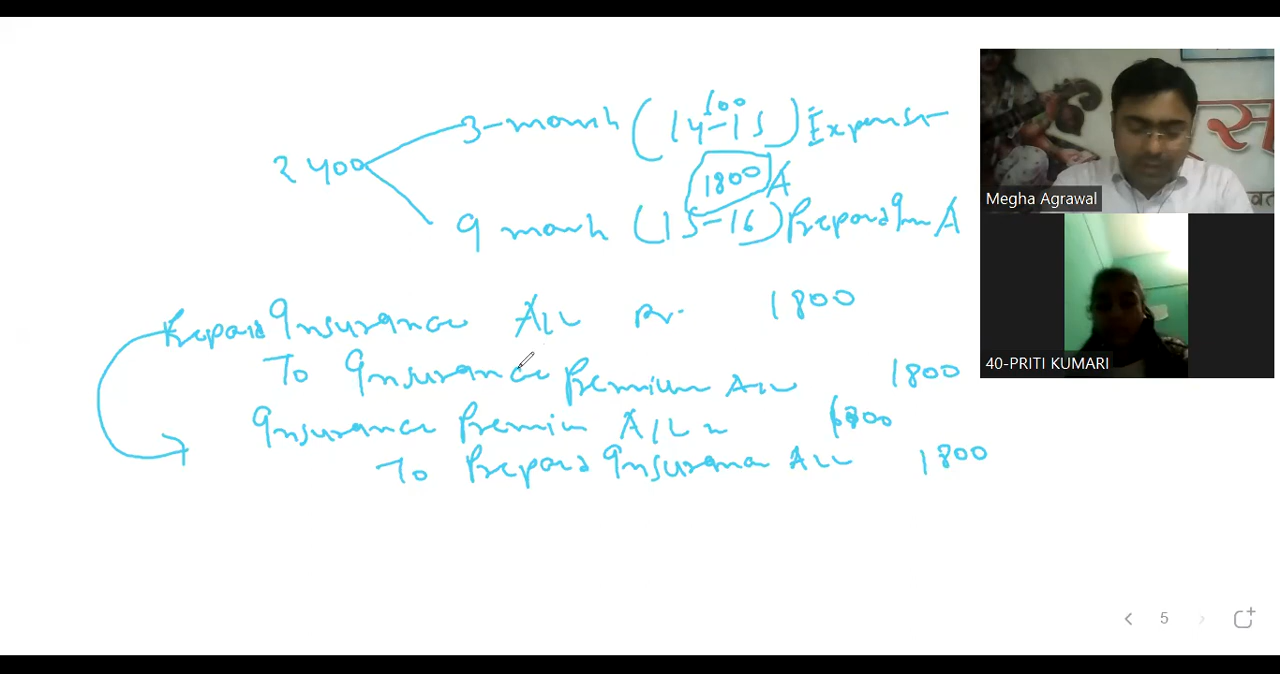 2400
3-month (14-15) Expense
600
1800 A
9 month (15-16) Prepaid Ins A
Prepaid Insurance A/c Dr. 1800
To Insurance Premium A/c 1800
Insurance Premium A/c 1800
To Prepaid Insurance A/c 1800
Megha Agrawal
40-PRITI KUMARI
5